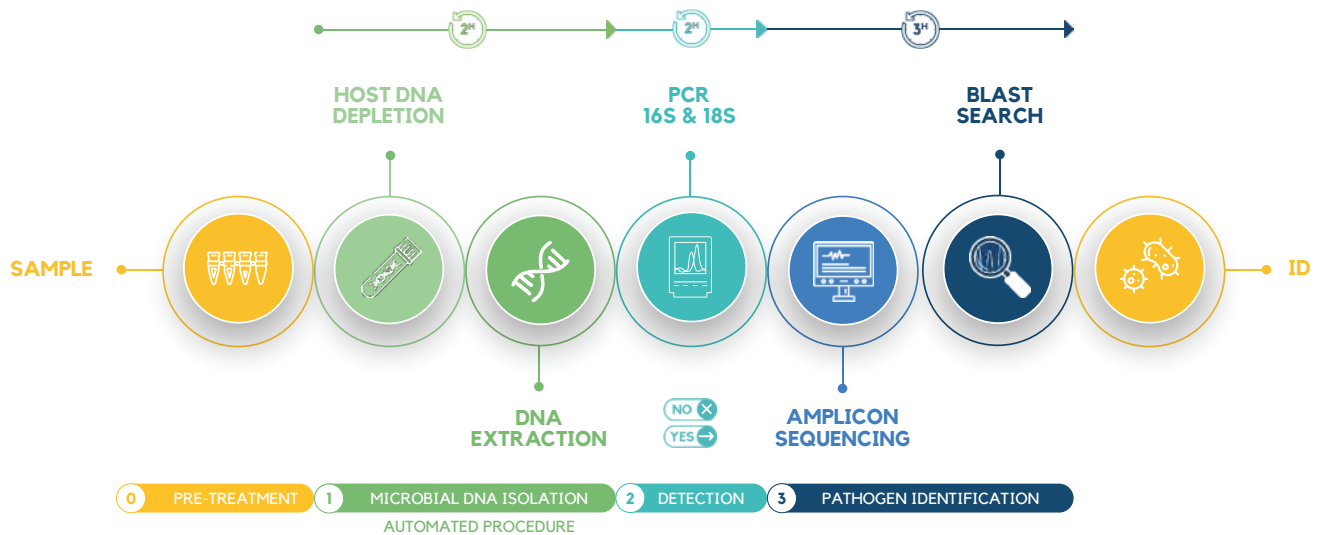 2H
2H
3H
HOST DNA
DEPLETION
PCR
16S & 18S
BLAST
SEARCH
SAMPLE
ID
DNA
EXTRACTION
NO
YES
AMPLICON
SEQUENCING
0 PRE-TREATMENT
1 MICROBIAL DNA ISOLATION
2 DETECTION
3 PATHOGEN IDENTIFICATION
AUTOMATED PROCEDURE